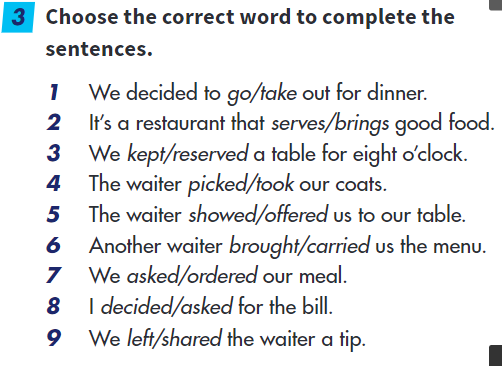 3 Choose the correct word to complete the
sentences.
1 We decided to go/take out for dinner.
2 It's a restaurant that serves/brings good food.
3 We kept/reserved a table for eight o'clock.
4 The waiter picked/took our coats.
5 The waiter showed/offered us to our table.
6 Another waiter brought/carried us the menu.
7 We asked/ordered our meal.
8 I decided/asked for the bill.
9 We left/shared the waiter a tip.